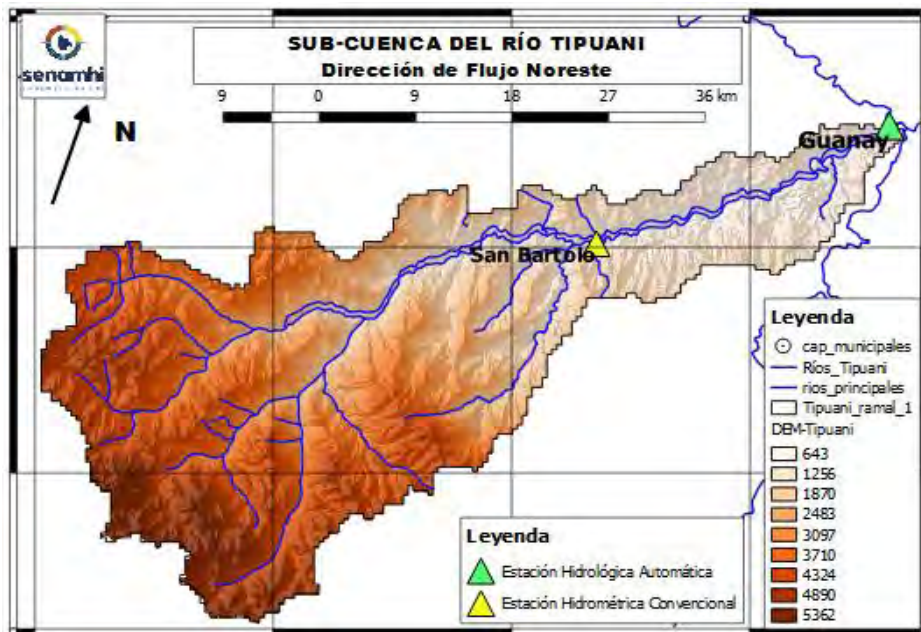 senamhi
SUB-CUENCA DEL RÍO TIPUANI
Dirección de Flujo Noreste
9 0 9 18 27 36 km
N
Guanay
San Bartolo
Leyenda
cap_municipales
Ríos_Tipuani
rios_principales
Tipuani_ramal_1
DEM-Tipuani
643
1256
1870
2483
3097
3710
4324
4890
5362
Leyenda
Estación Hidrológica Automática
Estación Hidrométrica Convencional